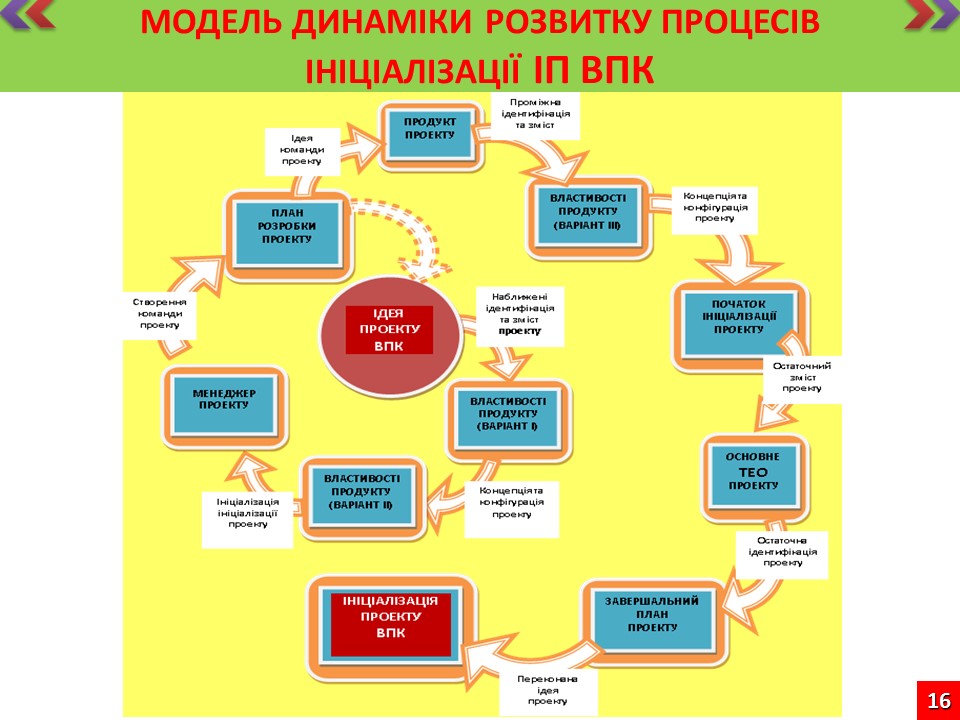 МОДЕЛЬ ДИНАМІКИ РОЗВИТКУ ПРОЦЕСІВ
ІНІЦІАЛІЗАЦІЇ ІП ВПК
Проміжна
ідентифікація
та зміст
ПРОДУКТ
ПРОЕКТУ
Ідея
команди
проекту
ПЛАН
РОЗРОБКИ
ПРОЕКТУ
ВЛАСТИВОСТІ
ПРОДУКТУ
(ВАРІАНТ ІІІ)
Концепція та
конфігурація
проекту
Створення
команди
проекту
ІДЕЯ
ПРОЕКТУ
ВПК
Наближені
ідентифікація
та зміст
проекту
ПОЧАТОК
ІНІЦІАЛІЗАЦІЇ
ПРОЕКТУ
Остаточний
зміст
проекту
МЕНЕДЖЕР
ПРОЕКТУ
ВЛАСТИВОСТІ
ПРОДУКТУ
(ВАРІАНТ І)
ОСНОВНЕ
ТЕО
ПРОЕКТУ
ВЛАСТИВОСТІ
ПРОДУКТУ
(ВАРІАНТ ІІ)
Концепція та
конфігурація
проекту
Ініціалізація
ініціалізації
проекту
Остаточна
ідентифікація
проекту
ІНІЦІАЛІЗАЦІЯ
ПРОЕКТУ
ВПК
ЗАВЕРШАЛЬНИЙ
ПЛАН
ПРОЕКТУ
Переконана
ідея
проекту
16